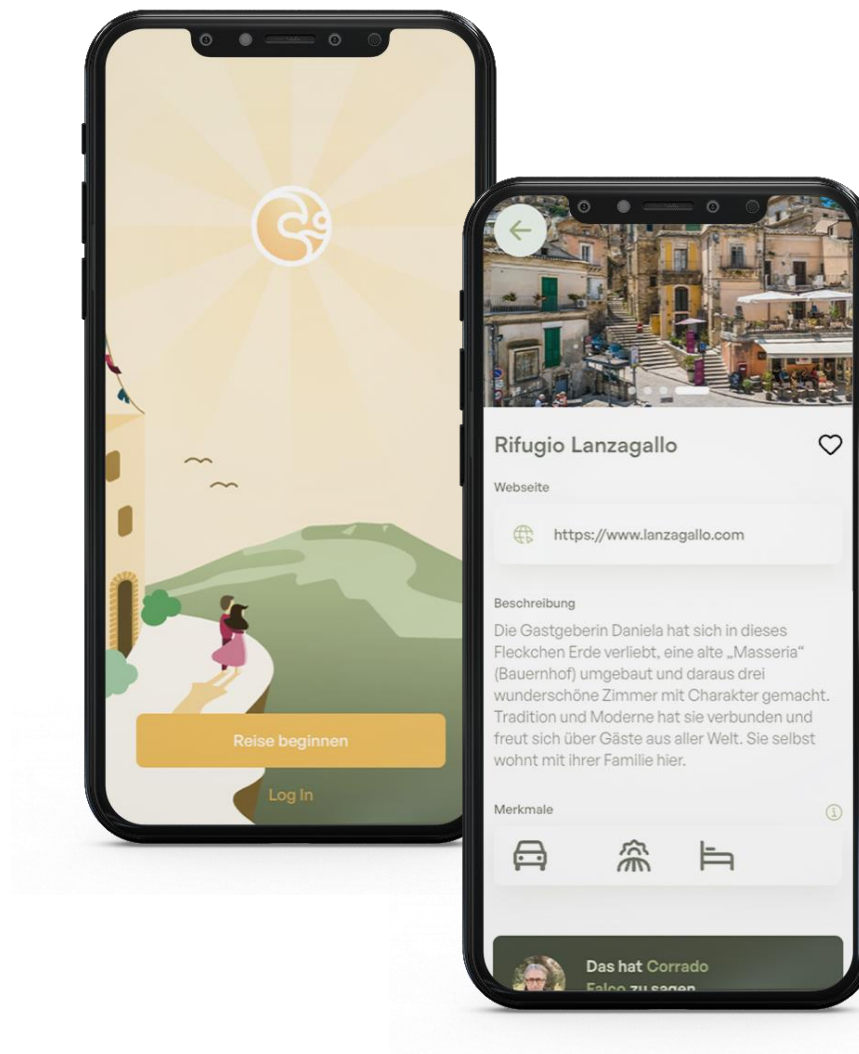 Reise beginnen
Log In
Rifugio Lanzagallo
Webseite
https://www.lanzagallo.com
Beschreibung
Die Gastgeberin Daniela hat sich in dieses
Fleckchen Erde verliebt, eine alte „Masseria“
(Bauernhof) umgebaut und daraus drei
wunderschöne Zimmer mit Charakter gemacht.
Tradition und Moderne hat sie verbunden und
freut sich über Gäste aus aller Welt. Sie selbst
wohnt mit ihrer Familie hier.
Merkmale
Das hat Corrado
Falco zu sagen